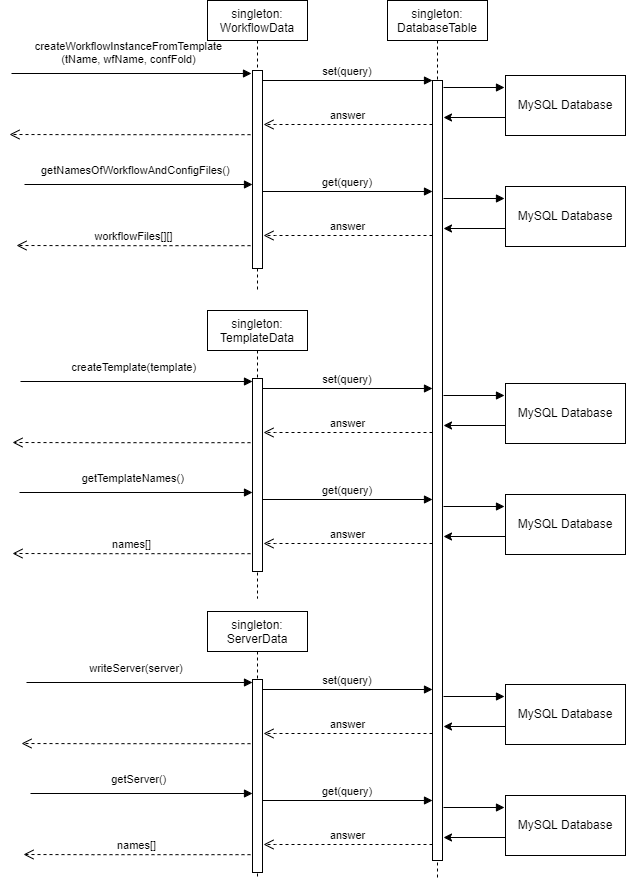 singleton:
WorkflowData
singleton:
DatabaseTable
createWorkflowInstanceFromTemplate
(tName, wfName, confFold)
set(query)
MySQL Database
answer
getNamesOfWorkflowAndConfigFiles()
get(query)
MySQL Database
answer
workflowFiles[][]
singleton:
TemplateData
createTemplate(template)
set(query)
MySQL Database
answer
getTemplateNames()
get(query)
MySQL Database
answer
names[]
singleton:
ServerData
writeServer(server)
set(query)
MySQL Database
answer
getServer()
get(query)
MySQL Database
answer
names[]